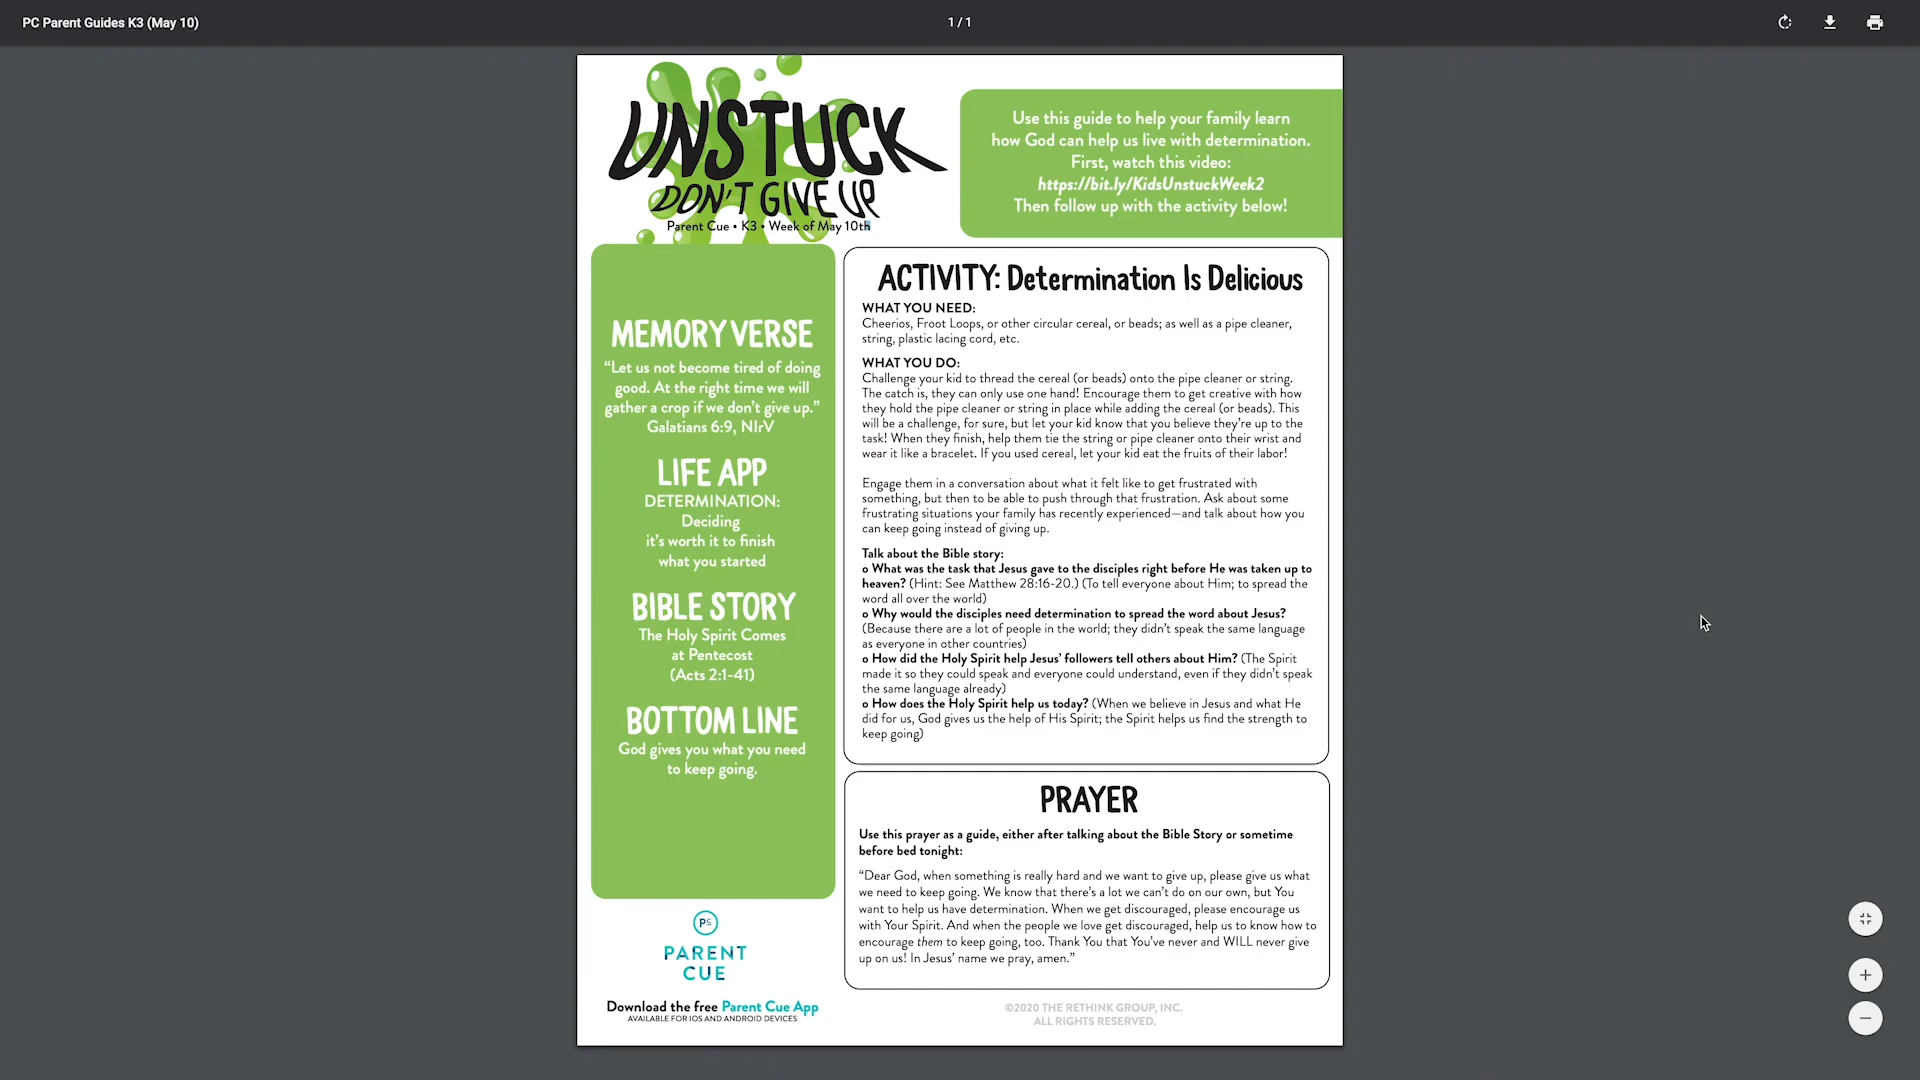 PC Parent Guides K3 (May 10)
1 / 1
UNSTUCK
DON'T GIVE UP
Parent Cue • K3 • Week of May 10th
Use this guide to help your family learn
how God can help us live with determination.
First, watch this video:
https://bit.ly/KidsUnstuckWeek2
Then follow up with the activity below!
MEMORY VERSE
“Let us not become tired of doing
good. At the right time we will
gather a crop if we don’t give up.”
Galatians 6:9, NIrV
LIFE APP
DETERMINATION:
Deciding
it’s worth it to finish
what you started
BIBLE STORY
The Holy Spirit Comes
at Pentecost
(Acts 2:1-41)
BOTTOM LINE
God gives you what you need
to keep going.
PC
PARENT
CUE
Download the free Parent Cue App
AVAILABLE FOR IOS AND ANDROID DEVICES
ACTIVITY: Determination Is Delicious
WHAT YOU NEED:
Cheerios, Froot Loops, or other circular cereal, or beads; as well as a pipe cleaner,
string, plastic lacing cord, etc.
WHAT YOU DO:
Challenge your kid to thread the cereal (or beads) onto the pipe cleaner or string.
The catch is, they can only use one hand! Encourage them to get creative with how
they hold the pipe cleaner or string in place while adding the cereal (or beads). This
will be a challenge, for sure, but let your kid know that you believe they’re up to the
task! When they finish, help them tie the string or pipe cleaner onto their wrist and
wear it like a bracelet. If you used cereal, let your kid eat the fruits of their labor!
Engage them in a conversation about what it felt like to get frustrated with
something, but then to be able to push through that frustration. Ask about some
frustrating situations your family has recently experienced—and talk about how you
can keep going instead of giving up.
Talk about the Bible story:
o What was the task that Jesus gave to the disciples right before He was taken up to
heaven? (Hint: See Matthew 28:16-20.) (To tell everyone about Him; to spread the
word all over the world)
o Why would the disciples need determination to spread the word about Jesus?
(Because there are a lot of people in the world; they didn’t speak the same language
as everyone in other countries)
o How did the Holy Spirit help Jesus’ followers tell others about Him? (The Spirit
made it so they could speak and everyone could understand, even if they didn’t speak
the same language already)
o How does the Holy Spirit help us today? (When we believe in Jesus and what He
did for us, God gives us the help of His Spirit; the Spirit helps us find the strength to
keep going)
PRAYER
Use this prayer as a guide, either after talking about the Bible Story or sometime
before bed tonight:
“Dear God, when something is really hard and we want to give up, please give us what
we need to keep going. We know that there’s a lot we can’t do on our own, but You
want to help us have determination. When we get discouraged, please encourage us
with Your Spirit. And when the people we love get discouraged, help us to know how to
encourage them to keep going, too. Thank You that You’ve never and WILL never give
up on us! In Jesus’ name we pray, amen.”
©2020 THE RETHINK GROUP, INC.
ALL RIGHTS RESERVED.